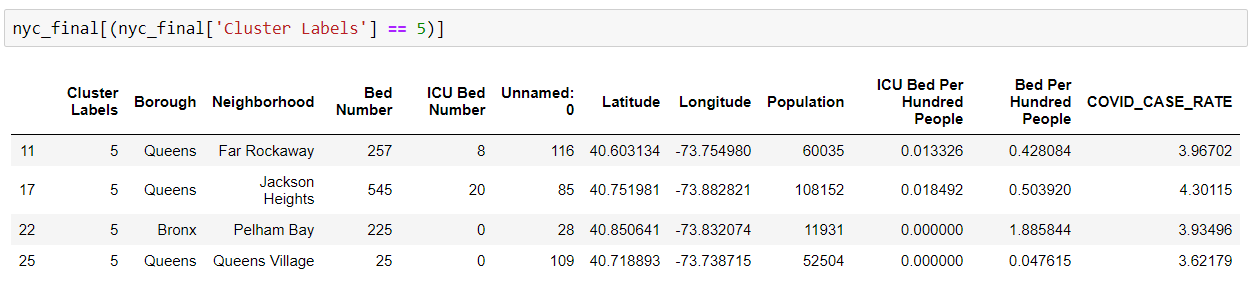 nyc_final[(nyc_final['Cluster Labels'] == 5)]
Cluster Labels Borough Neighborhood Bed Number ICU Bed Number Unnamed: 0 Latitude Longitude Population ICU Bed Per Hundred People Bed Per Hundred People COVID_CASE_RATE
11 5 Queens Far Rockaway 257 8 116 40.603134 -73.754980 60035 0.013326 0.428084 3.96702
17 5 Queens Jackson Heights 545 20 85 40.751981 -73.882821 108152 0.018492 0.503920 4.30115
22 5 Bronx Pelham Bay 225 0 28 40.850641 -73.832074 11931 0.000000 1.885844 3.93496
25 5 Queens Queens Village 25 0 109 40.718893 -73.738715 52504 0.000000 0.047615 3.62179